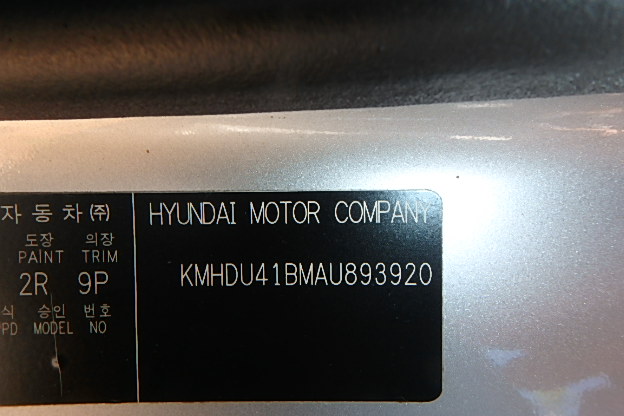 자동차(주)
HYUNDAI MOTOR COMPANY
도장 의장
PAINT TRIM
2R 9P
KMHDU41BMAU893920
식 승인 번호
PD MODEL NO